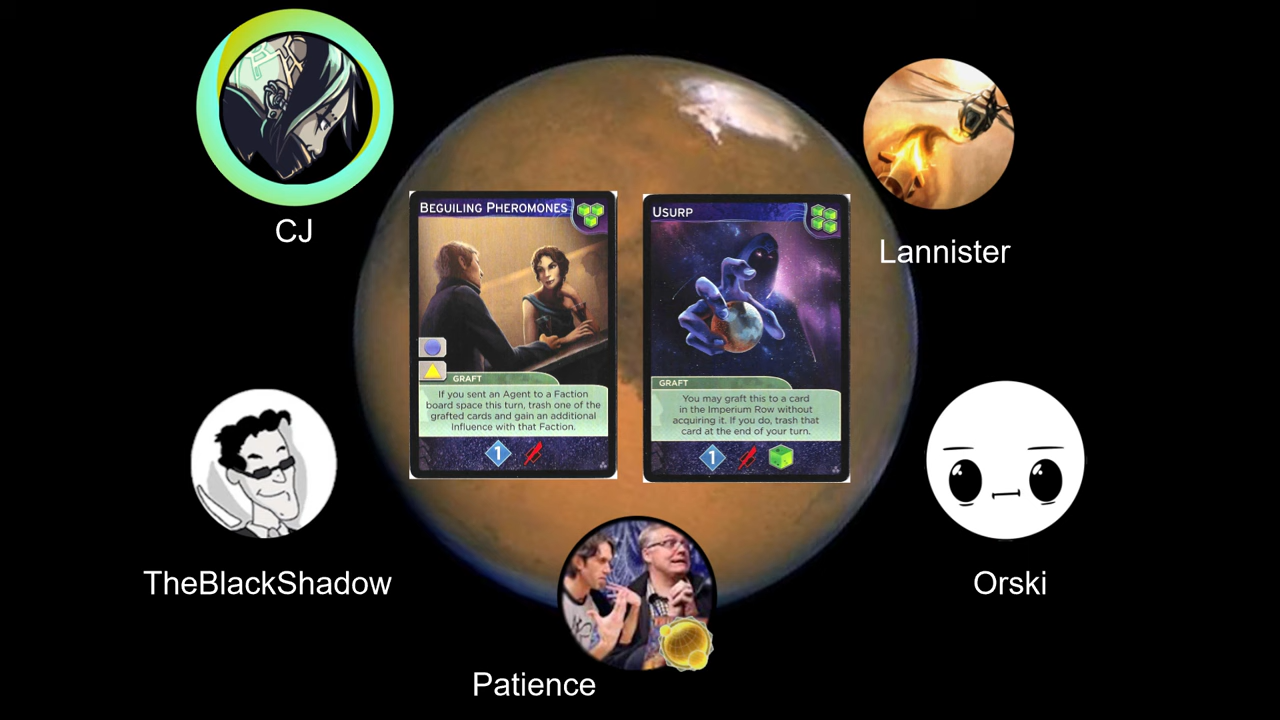 CJ
Lannister
BEGUILING PHEROMONES
USURP
GRAFT
If you sent an Agent to a Faction
board space this turn, trash one of the
grafted cards and gain an additional
Influence with that Faction.
1
GRAFT
You may graft this to a card
in the Imperium Row without
acquiring it. If you do, trash that
card at the end of your turn.
1
TheBlackShadow
Orski
Patience